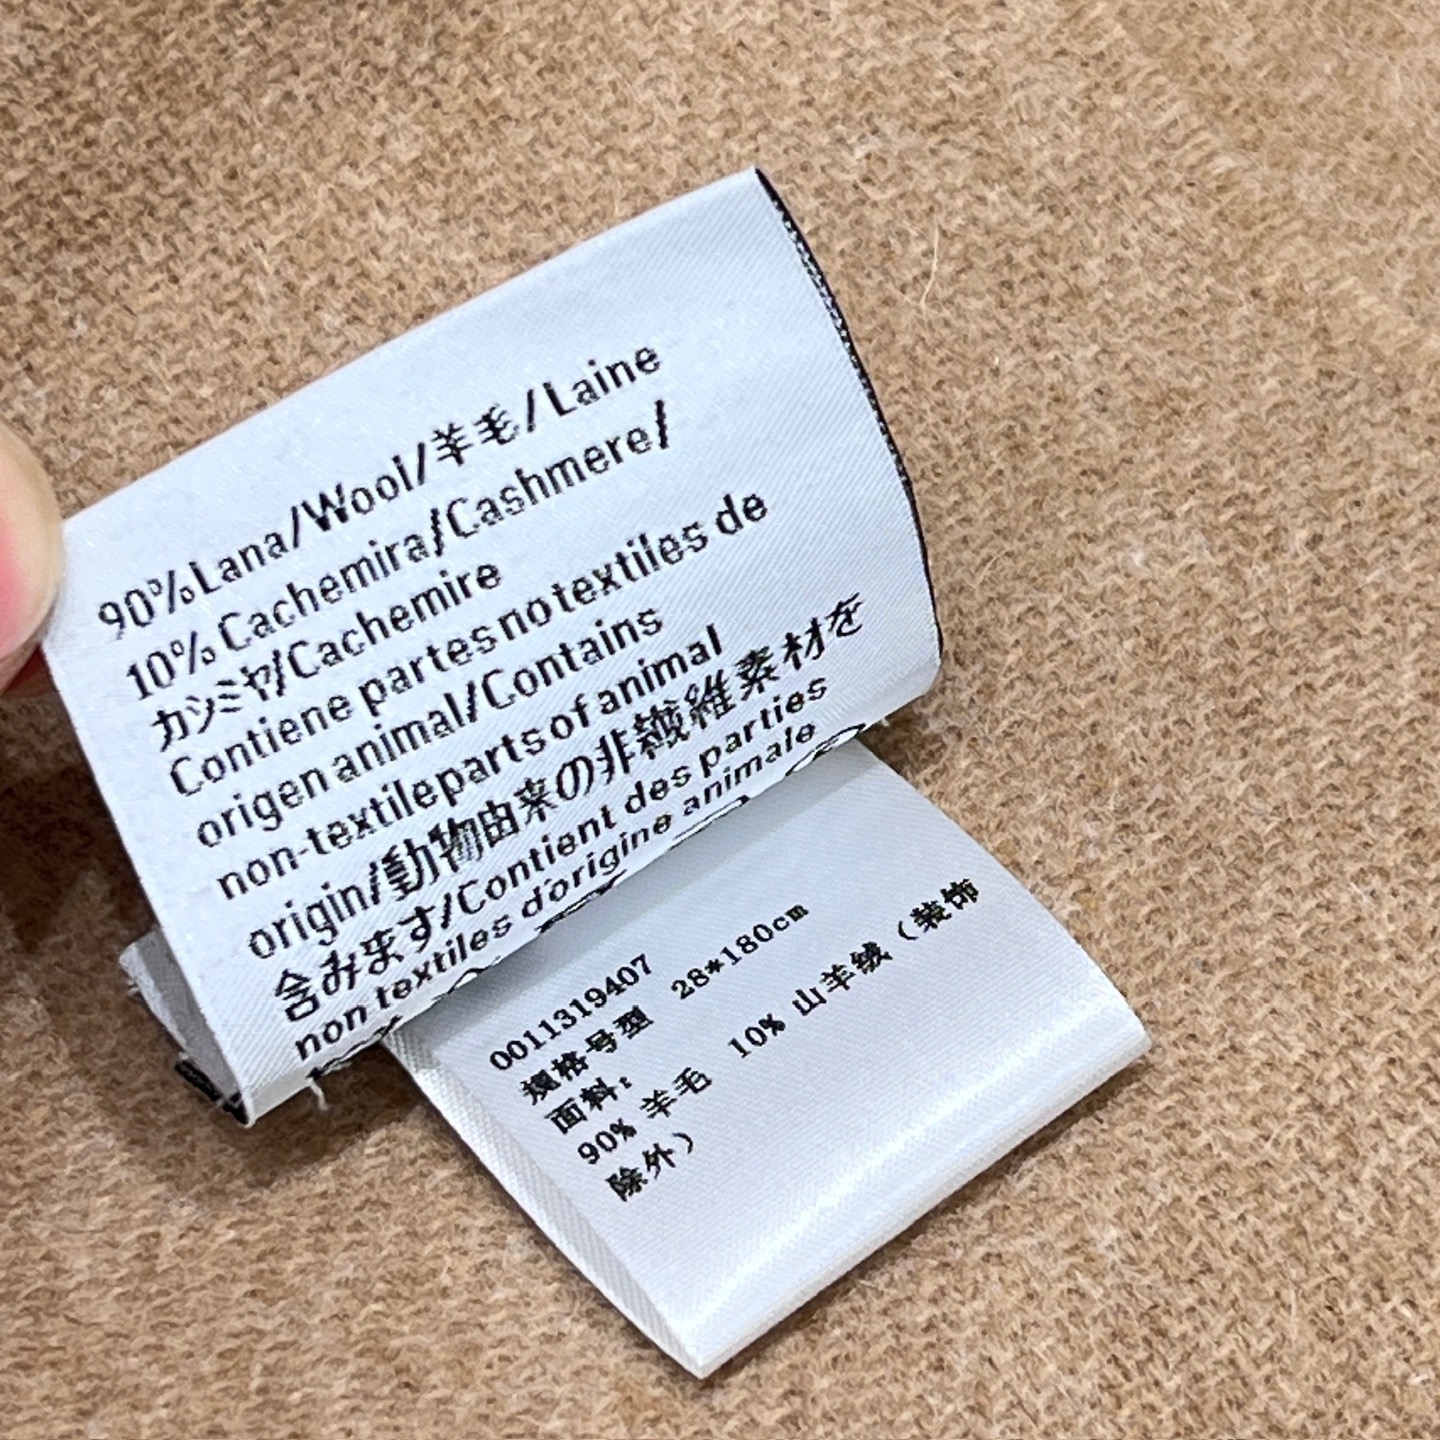 90%Lana/Wool/羊毛/Laine
10%Cachemira/Cashmere/
カシミヤ/Cachemire
Contiene partes no textiles de
origen animal/Contains
non-textile parts of animal
origin/動物由来の非繊維素材を
含みます/Contient des parties
non textiles d'origine animale
0011319407
规格号型 28*180cm
面料:
90% 羊毛 10% 山羊绒（装饰
除外）